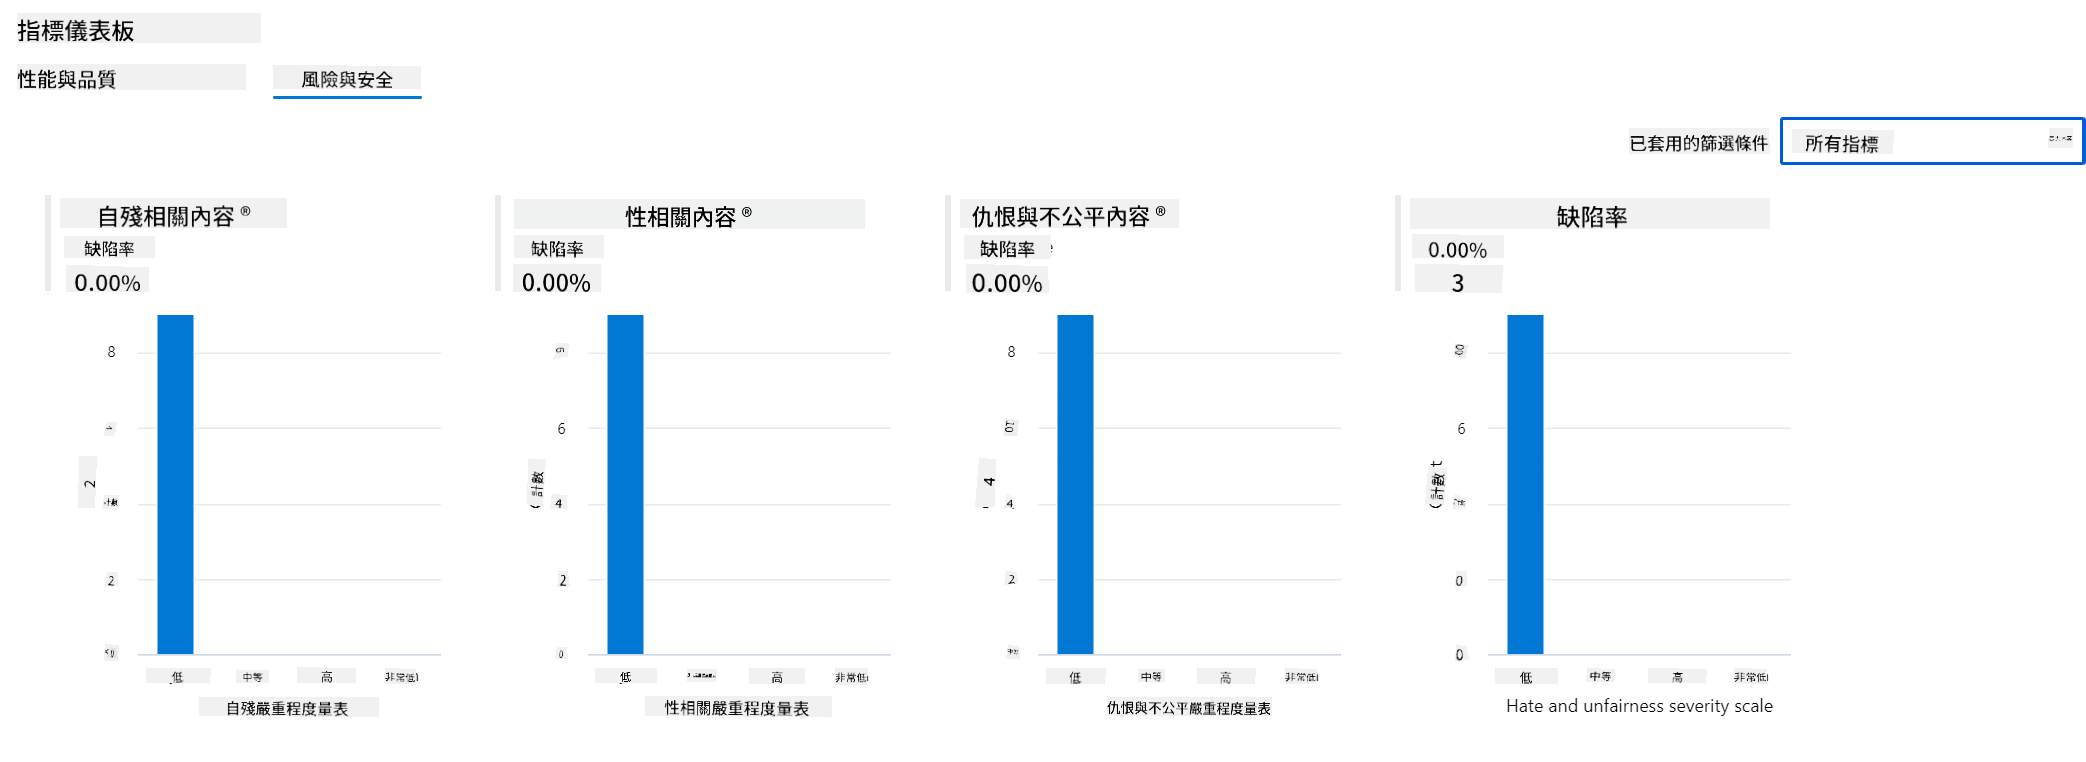 指標儀表板
性能與品質
風險與安全
已套用的篩選條件
所有指標
自殘相關內容 ®
缺陷率
0.00%
8
2
2
低
中等
高
非常低
自殘嚴重程度量表
性相關內容 ®
缺陷率
0.00%
6
(計數
4
2
0
低
高
非常低
性相關嚴重程度量表
仇恨與不公平內容 ®
缺陷率
0.00%
8
4
4
2
低
中等
高
非常低
仇恨與不公平嚴重程度量表
缺陷率
0.00%
3
6
(計數 t
0
0
低
中等
高
非常低
Hate and unfairness severity scale